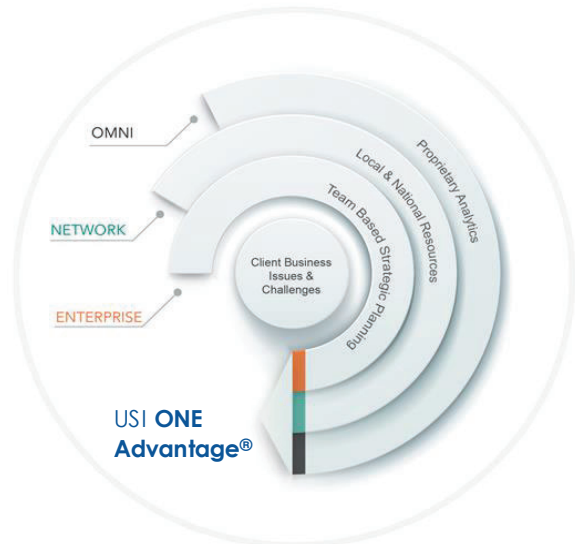 OMNI
NETWORK
ENTERPRISE
Proprietary Analytics
Local & National Resources
Team Based Strategic Planning
Client Business
Issues &
Challenges
USI ONE
Advantage®